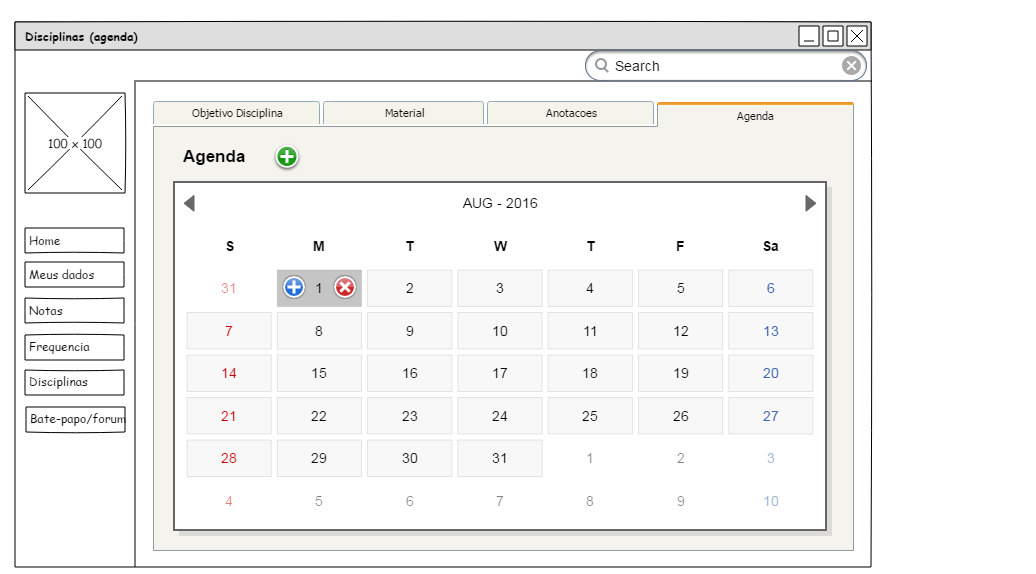 Disciplinas (agenda)
Search
100 x 100
Home
Meus dados
Notas
Frequencia
Disciplinas
Bate-papo/forum
Objetivo Disciplina Material Anotacoes Agenda
Agenda
AUG - 2016
S M T W T F Sa
31 1 2 3 4 5 6
7 8 9 10 11 12 13
14 15 16 17 18 19 20
21 22 23 24 25 26 27
28 29 30 31 1 2 3
4 5 6 7 8 9 10